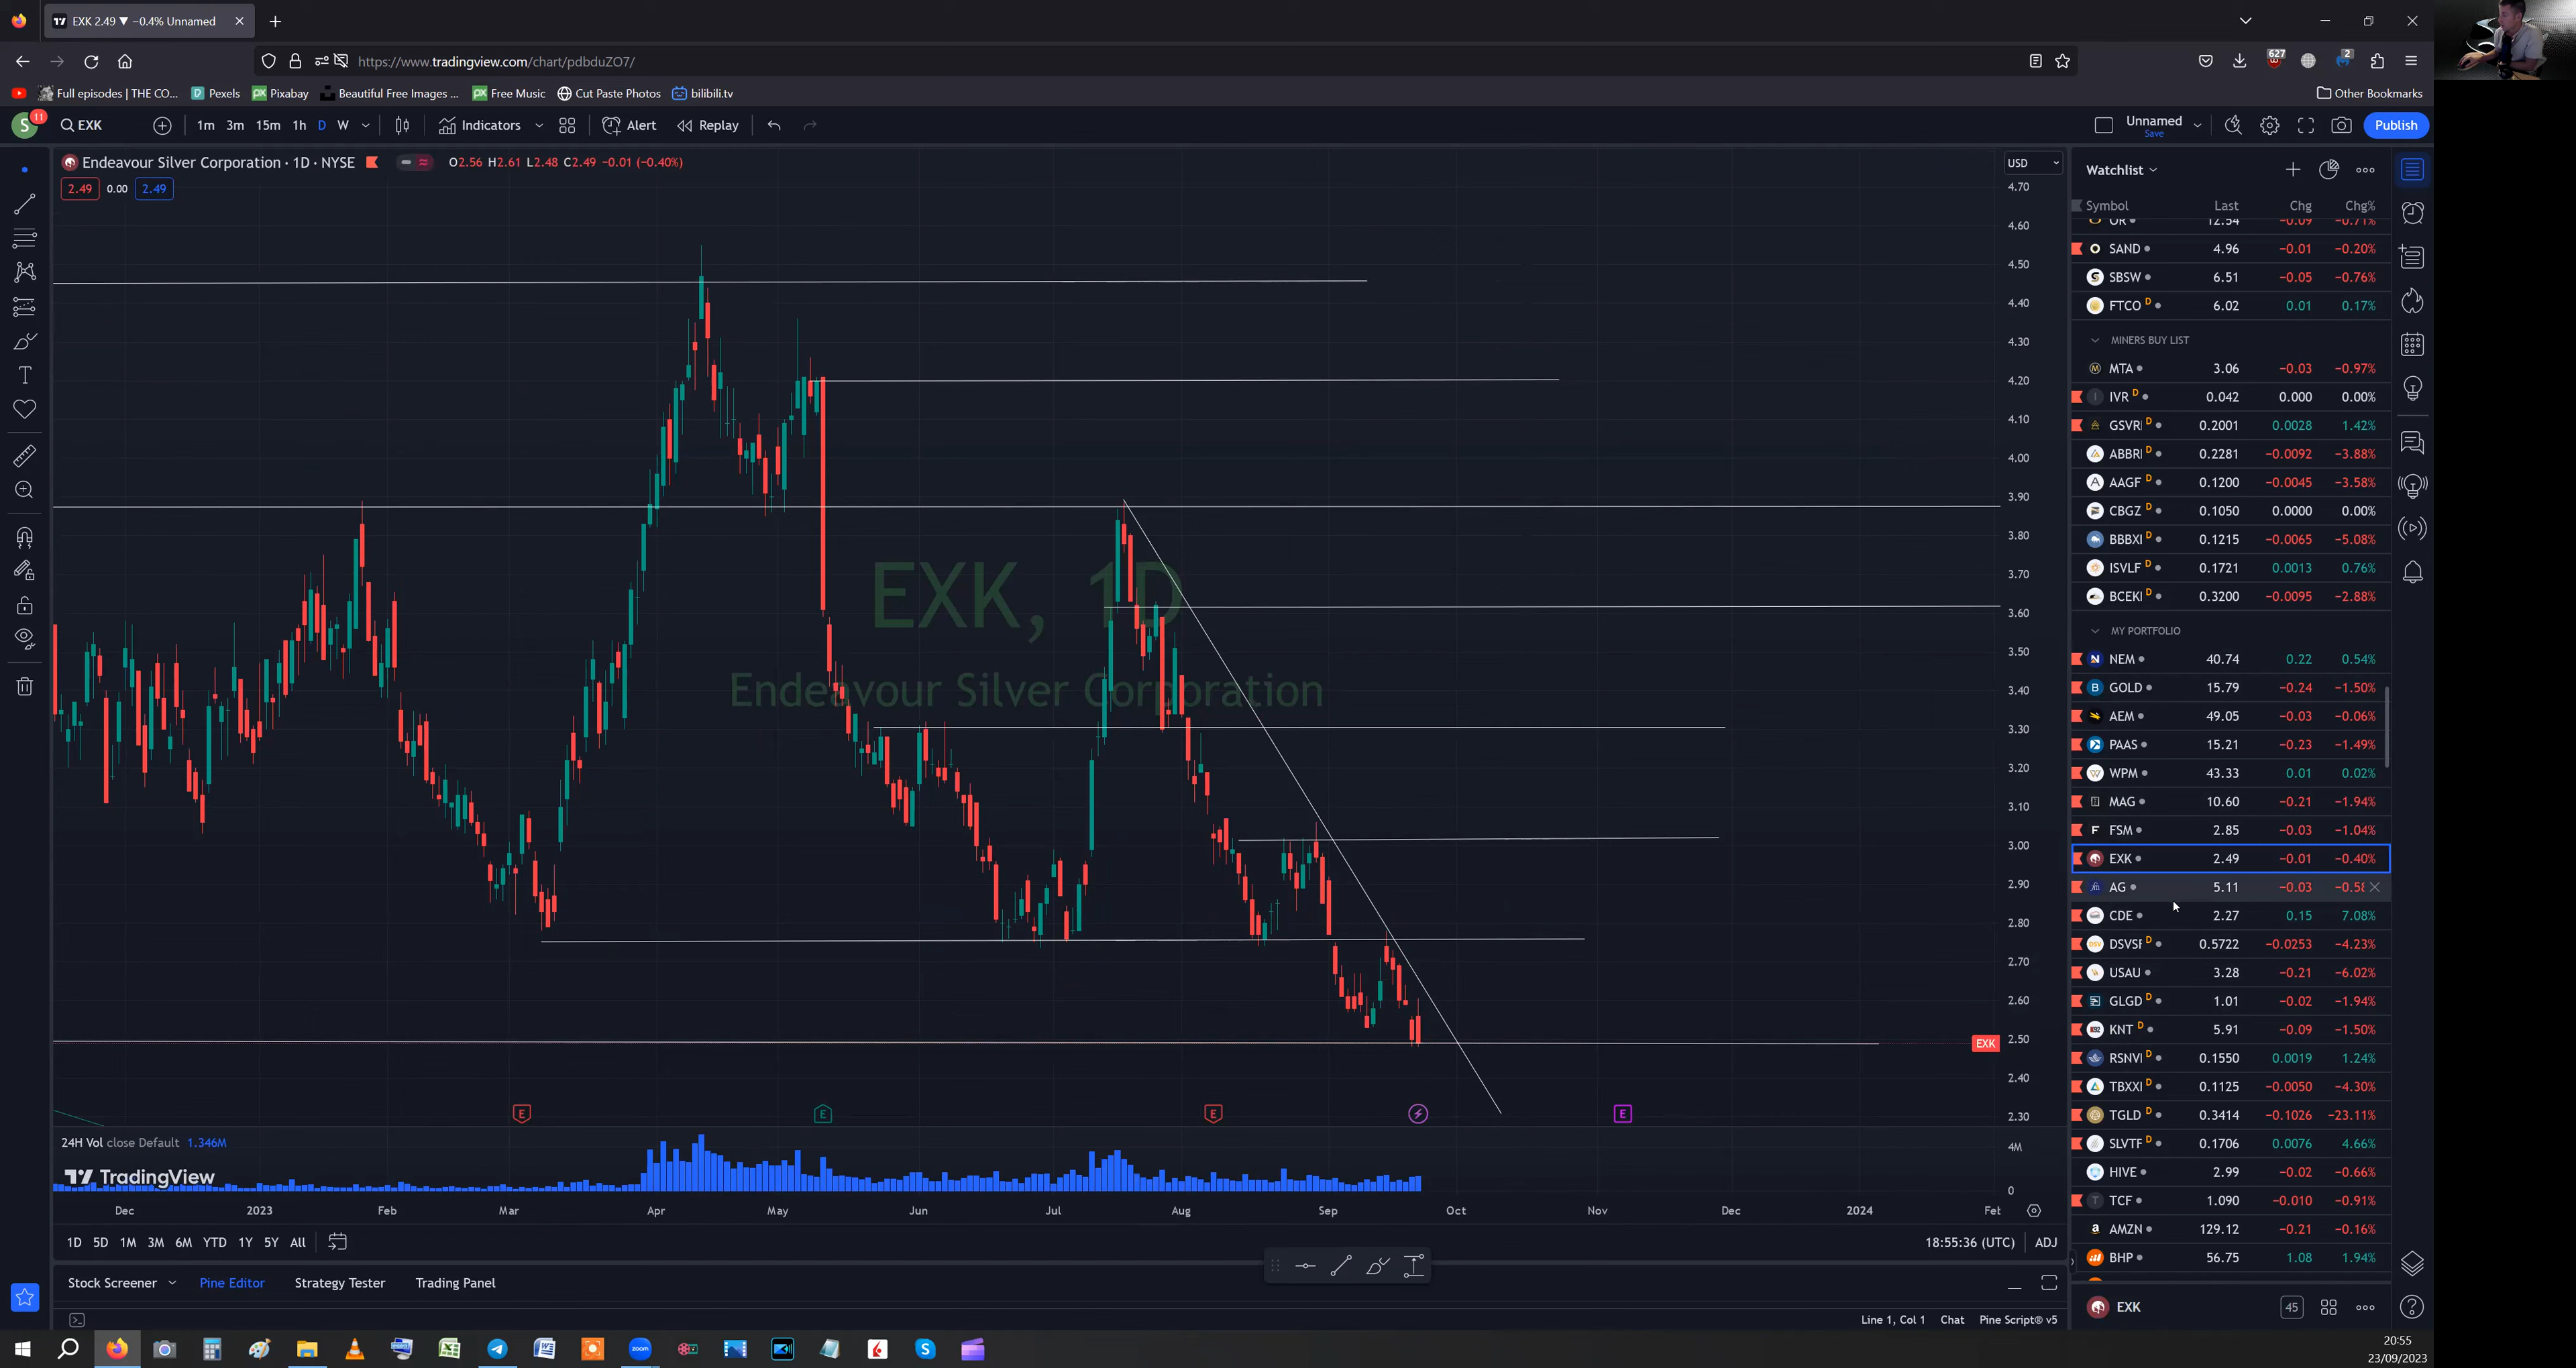 EXK 2.49 ▼ −0.4% Unnamed
https://www.tradingview.com/chart/pdbduZO7/
627
2
Full episodes | THE CO...
Pexels
Pixabay
Beautiful Free Images ...
Free Music
Cut Paste Photos
bilibili.tv
Other Bookmarks
S 11
EXK
1m 3m 15m 1h D W
Indicators
Alert
Replay
Unnamed
Save
Publish
Endeavour Silver Corporation · 1D · NYSE
O2.56 H2.61 L2.48 C2.49 −0.01 (−0.40%)
2.49 0.00 2.49
USD
4.70
4.60
4.50
4.40
4.30
4.20
4.10
4.00
3.90
3.80
3.70
3.60
3.50
3.40
3.30
3.20
3.10
3.00
2.90
2.80
2.70
2.60
2.50
2.40
2.30
4M
0
EXK, 1D
Endeavour Silver Corporation
EXK
E E E E
24H Vol close Default 1.346M
TradingView
Dec 2023 Feb Mar Apr May Jun Jul Aug Sep Oct Nov Dec 2024 Fet
1D 5D 1M 3M 6M YTD 1Y 5Y All
18:55:36 (UTC) ADJ
Stock Screener Pine Editor Strategy Tester Trading Panel
Line 1, Col 1 Chat Pine Script® v5
Watchlist
Symbol Last Chg Chg%
OR 12.54 −0.09 −0.71%
SAND 4.96 −0.01 −0.20%
SBSW 6.51 −0.05 −0.76%
FTCO D 6.02 0.01 0.17%
MINERS BUY LIST
MTA 3.06 −0.03 −0.97%
IVR D 0.042 0.000 0.00%
GSVRI D 0.2001 0.0028 1.42%
ABBRI D 0.2281 −0.0092 −3.88%
AAGF D 0.1200 −0.0045 −3.58%
CBGZ D 0.1050 0.0000 0.00%
BBBXI D 0.1215 −0.0065 −5.08%
ISVLF D 0.1721 0.0013 0.76%
BCEKI D 0.3200 −0.0095 −2.88%
MY PORTFOLIO
NEM 40.74 0.22 0.54%
GOLD 15.79 −0.24 −1.50%
AEM 49.05 −0.03 −0.06%
PAAS 15.21 −0.23 −1.49%
WPM 43.33 0.01 0.02%
MAG 10.60 −0.21 −1.94%
FSM 2.85 −0.03 −1.04%
EXK 2.49 −0.01 −0.40%
AG 5.11 −0.03 −0.58
CDE 2.27 0.15 7.08%
DSVSF D 0.5722 −0.0253 −4.23%
USAU 3.28 −0.21 −6.02%
GLGD D 1.01 −0.02 −1.94%
KNT D 5.91 −0.09 −1.50%
RSNVI D 0.1550 0.0019 1.24%
TBXXI D 0.1125 −0.0050 −4.30%
TGLD D 0.3414 −0.1026 −23.11%
SLVTF D 0.1706 0.0076 4.66%
HIVE 2.99 −0.02 −0.66%
TCF 1.090 −0.010 −0.91%
AMZN 129.12 −0.21 −0.16%
BHP 56.75 1.08 1.94%
EXK
45
zoom
20:55
23/09/2023